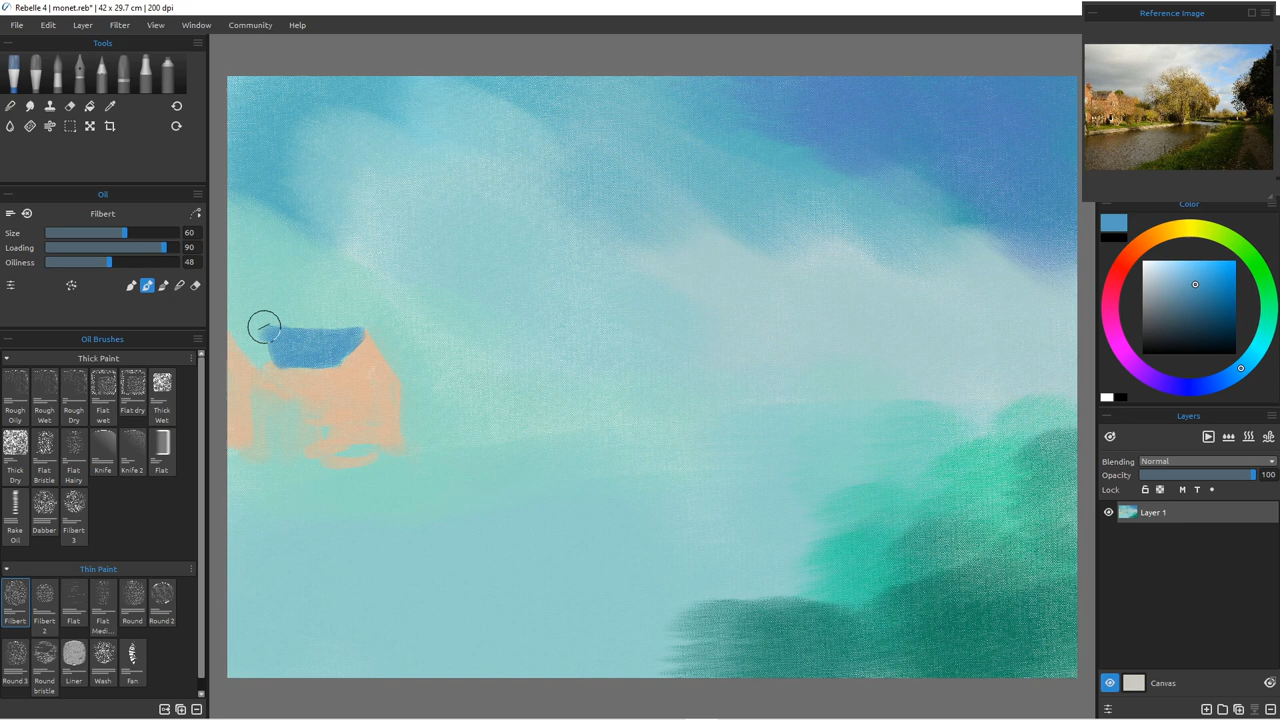 Rebelle 4 | monet.reb* | 42 x 29.7 cm | 200 dpi
File Edit Layer Filter View Window Community Help
Reference Image
Tools
Oil
Filbert
Size 60
Loading 90
Oiliness 48
Oil Brushes
Thick Paint
Rough Oily
Rough Wet
Rough Dry
Flat wet
Flat dry
Thick Wet
Thick Dry
Flat Bristle
Flat Hairy
Knife
Knife 2
Flat
Rake Oil
Dabber
Filbert 3
Thin Paint
Filbert
Filbert 2
Flat
Flat Medi...
Round
Round 2
Round 3
Round bristle
Liner
Wash
Fan
Color
Layers
Blending Normal
Opacity 100
Lock M T
Layer 1
Canvas